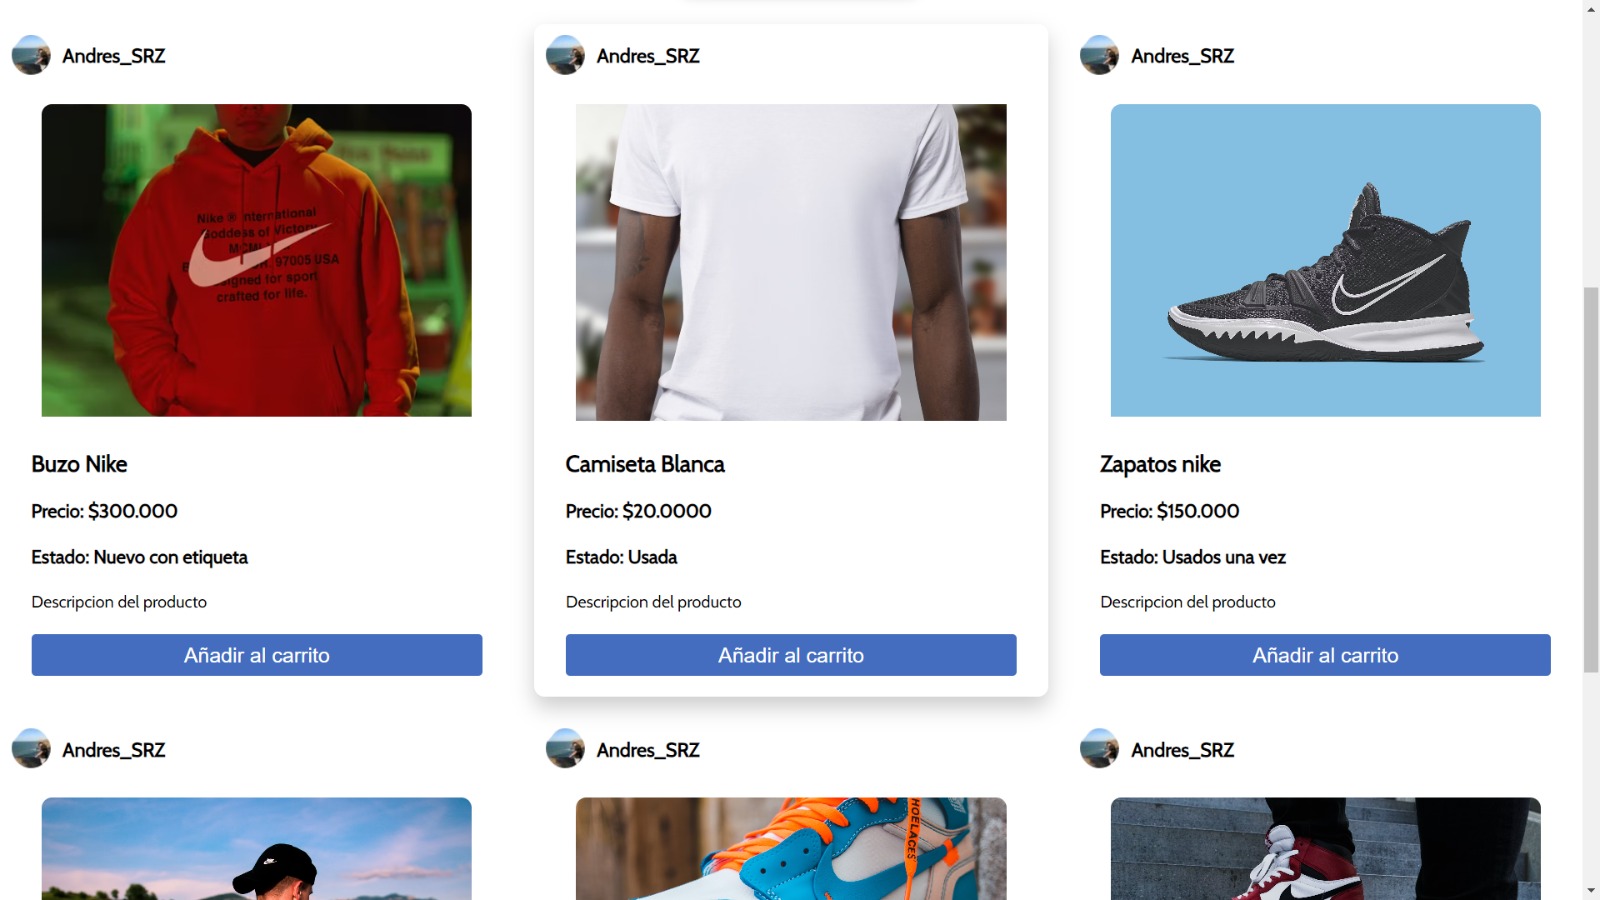 Andres_SRZ
Andres_SRZ
Andres_SRZ
Nike ® International
Goddess of Victory
97005 USA
for sport
crafted for life.
Buzo Nike
Camiseta Blanca
Zapatos nike
Precio: $300.000
Precio: $20.0000
Precio: $150.000
Estado: Nuevo con etiqueta
Estado: Usada
Estado: Usados una vez
Descripcion del producto
Descripcion del producto
Descripcion del producto
Añadir al carrito
Añadir al carrito
Añadir al carrito
Andres_SRZ
Andres_SRZ
Andres_SRZ